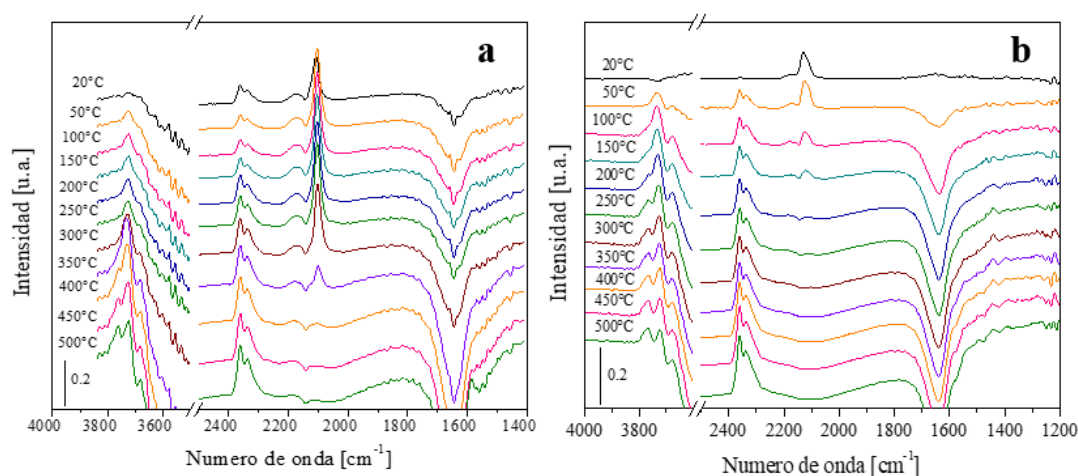 a
20°C
50°C
100°C
150°C
200°C
250°C
300°C
350°C
400°C
450°C
500°C
0.2
Intensidad [u.a.]
4000 3600 2400 2200 2000 1800 1600 1400
Numero de onda [cm⁻¹]
b
20°C
50°C
100°C
150°C
200°C
250°C
300°C
350°C
400°C
450°C
500°C
0.2
Intensidad [u.a.]
4000 3800 2400 2200 2000 1800 1600 1400 1200
Numero de onda [cm⁻¹]